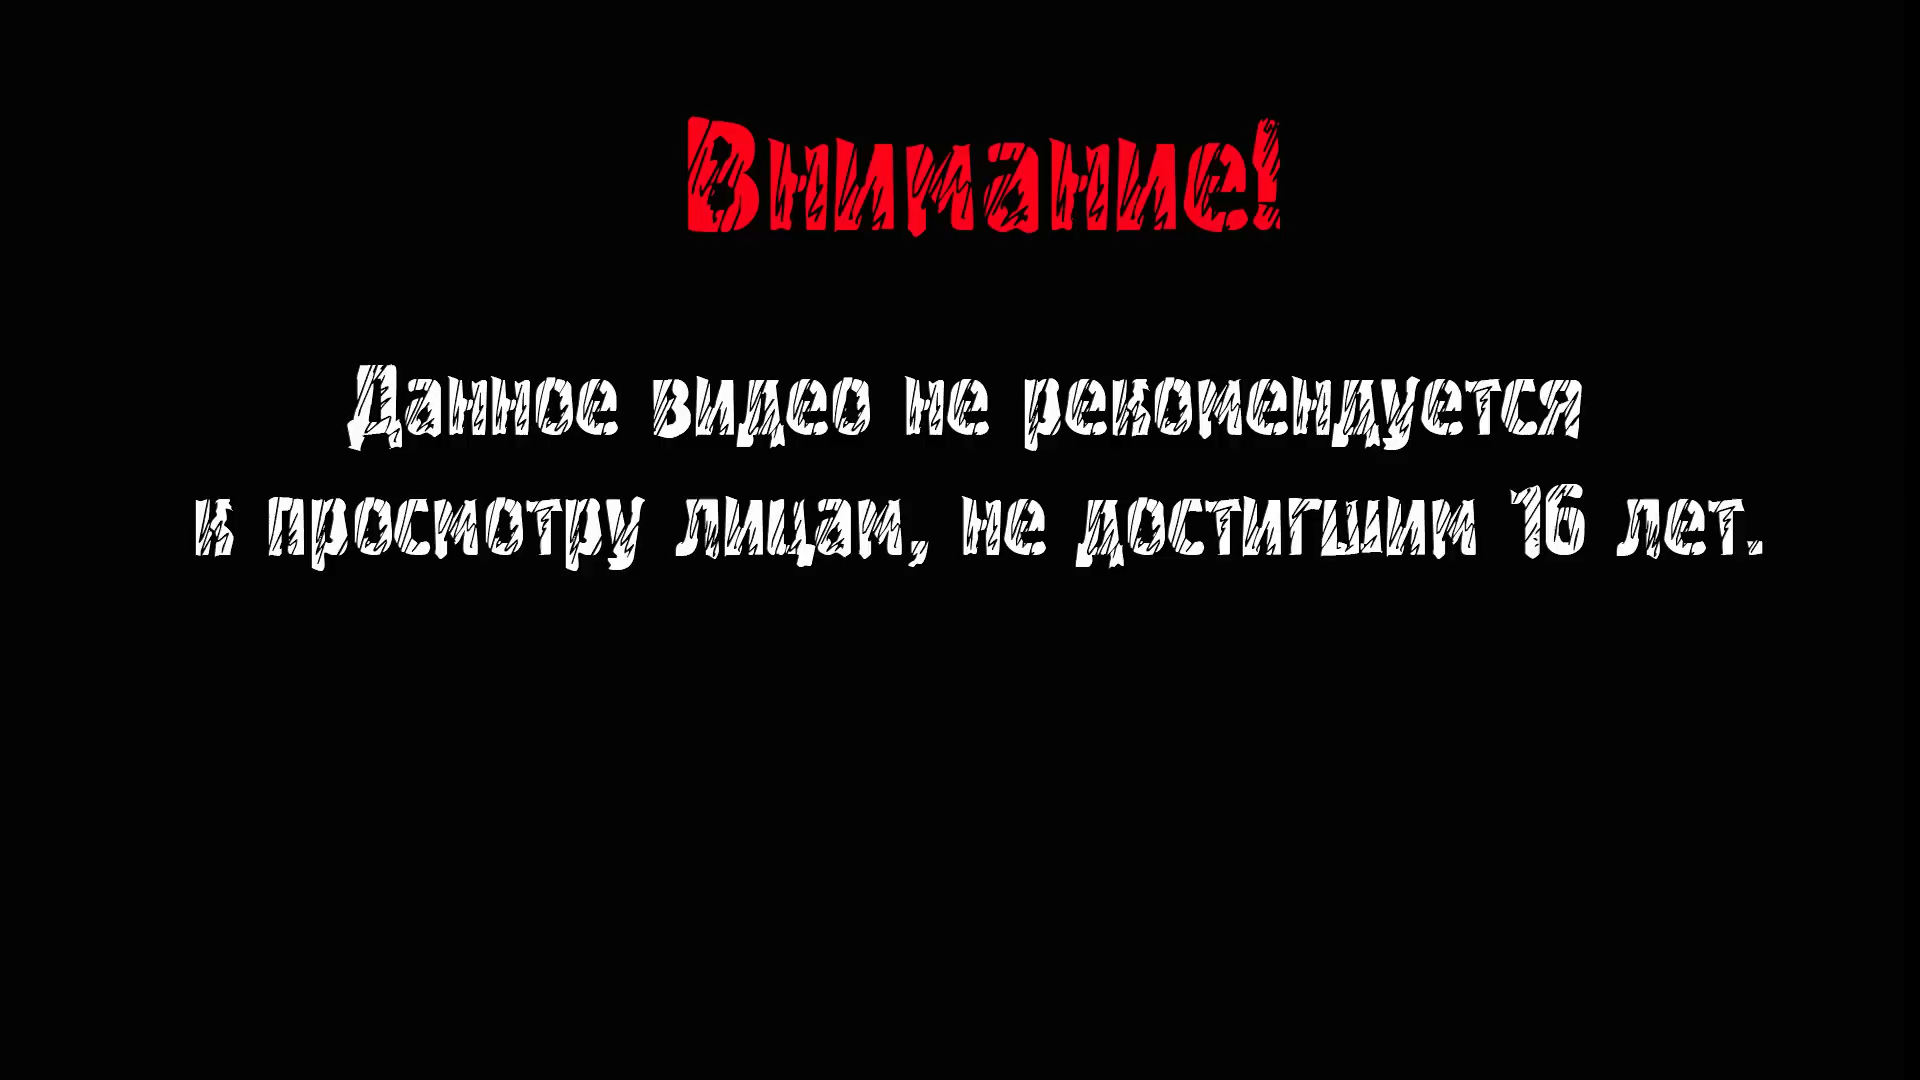 Внимание!
Данное видео не рекомендуется
к просмотру лицам, не достигшим 16 лет.